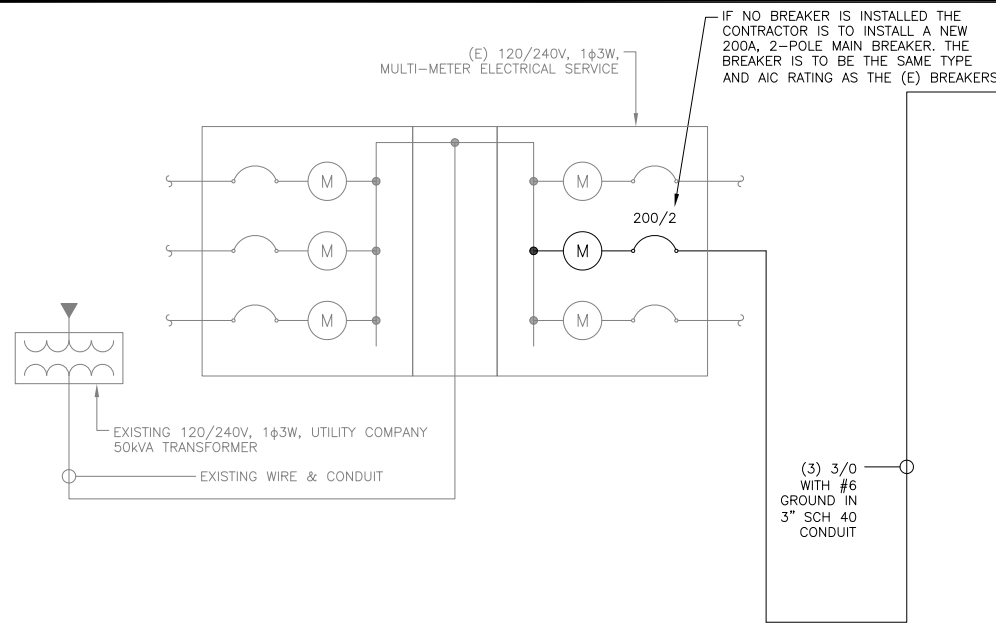 IF NO BREAKER IS INSTALLED THE
CONTRACTOR IS TO INSTALL A NEW
200A, 2-POLE MAIN BREAKER. THE
BREAKER IS TO BE THE SAME TYPE
AND AIC RATING AS THE (E) BREAKERS
(E) 120/240V, 1ϕ3W,
MULTI-METER ELECTRICAL SERVICE
M
M
200/2
M
M
M
M
EXISTING 120/240V, 1ϕ3W, UTILITY COMPANY
50kVA TRANSFORMER
EXISTING WIRE & CONDUIT
(3) 3/0
WITH #6
GROUND IN
3" SCH 40
CONDUIT